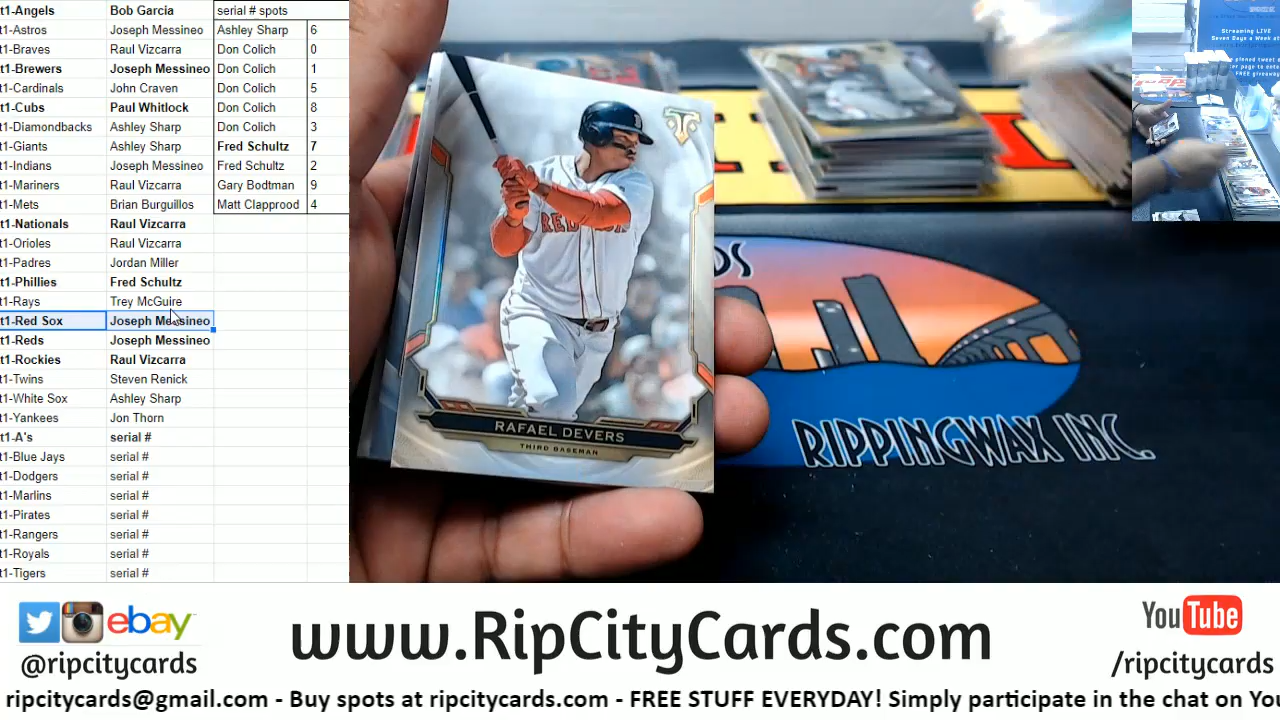 t1-Angels Bob Garcia serial # spots
t1-Astros Joseph Messineo Ashley Sharp 6
t1-Braves Raul Vizcarra Don Colich 0
t1-Brewers Joseph Messineo Don Colich 1
t1-Cardinals John Craven Don Colich 5
t1-Cubs Paul Whitlock Don Colich 8
t1-Diamondbacks Ashley Sharp Don Colich 3
t1-Giants Ashley Sharp Fred Schultz 7
t1-Indians Joseph Messineo Fred Schultz 2
t1-Mariners Raul Vizcarra Gary Bodtman 9
t1-Mets Brian Burguillos Matt Clapprood 4
t1-Nationals Raul Vizcarra
t1-Orioles Raul Vizcarra
t1-Padres Jordan Miller
t1-Phillies Fred Schultz
t1-Rays Trey McGuire
t1-Red Sox Joseph Messineo
t1-Reds Joseph Messineo
t1-Rockies Raul Vizcarra
t1-Twins Steven Renick
t1-White Sox Ashley Sharp
t1-Yankees Jon Thorn
t1-A's serial #
t1-Blue Jays serial #
t1-Dodgers serial #
t1-Marlins serial #
t1-Pirates serial #
t1-Rangers serial #
t1-Royals serial #
t1-Tigers serial #
RAFAEL DEVERS
THIRD BASEMAN
RIPPINGWAX INC.
Streaming LIVE
Seven Days a Week at
FREE giveaway
ebay
@ripcitycards
www.RipCityCards.com
YouTube
/ripcitycards
ripcitycards@gmail.com - Buy spots at ripcitycards.com - FREE STUFF EVERYDAY! Simply participate in the chat on You